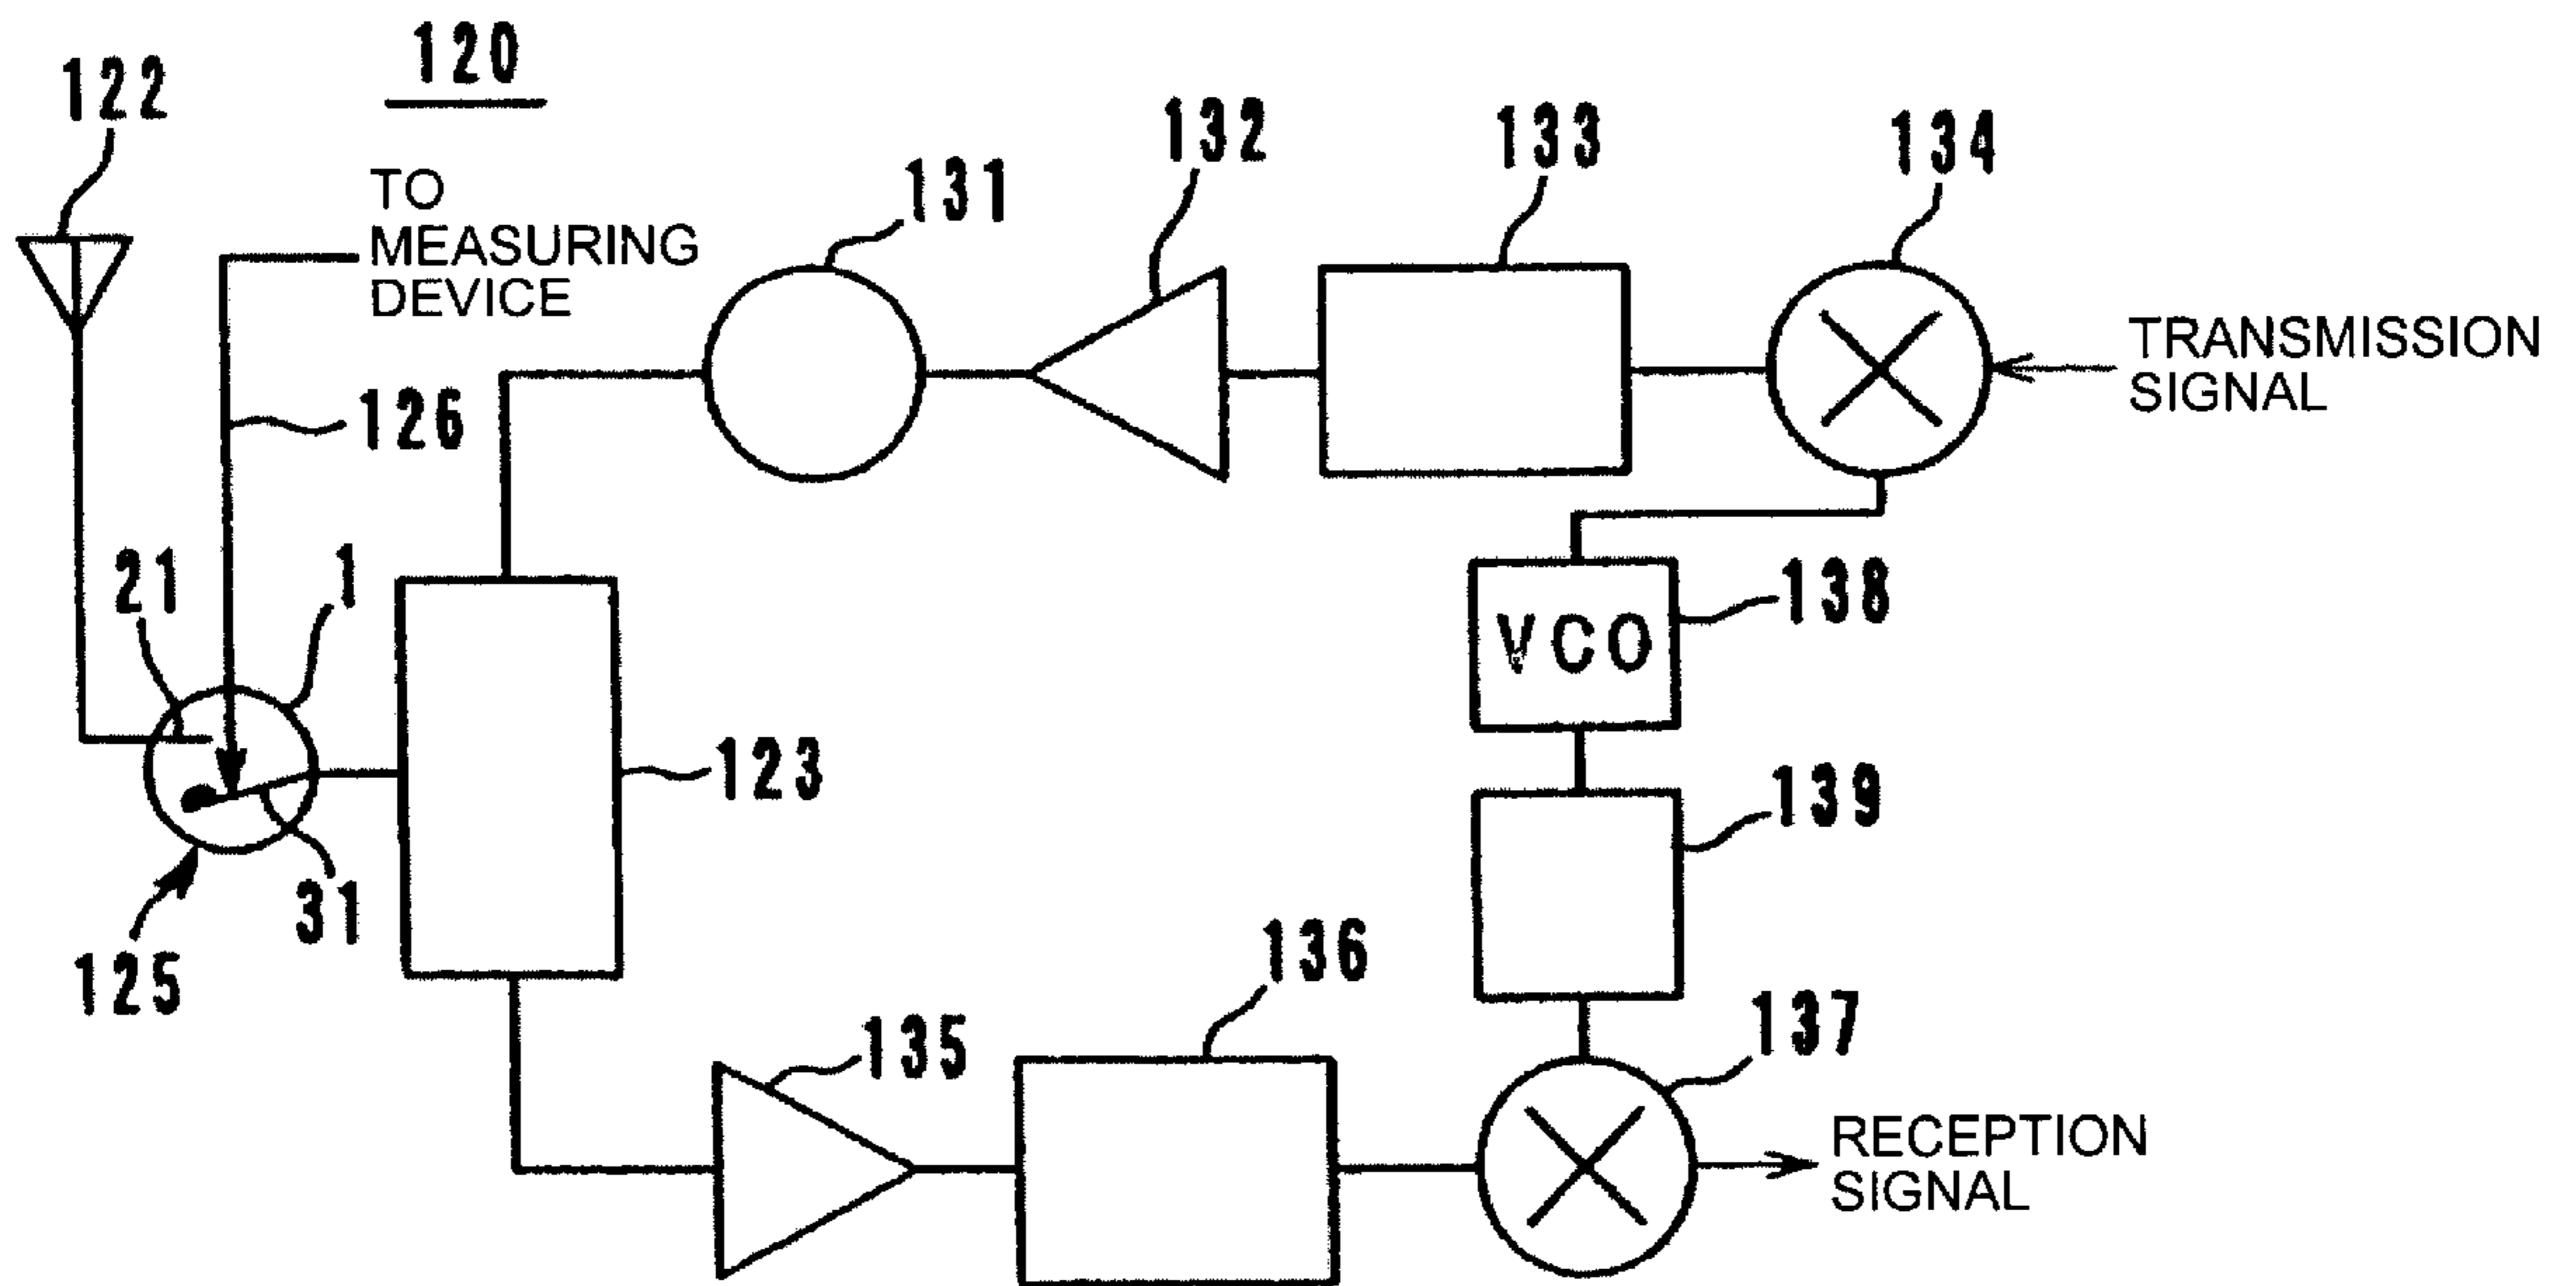 120
122
132
133
134
131
TO
MEASURING
DEVICE
TRANSMISSION
SIGNAL
126
21
1
VCO
138
123
139
31
125
136
135
137
RECEPTION
SIGNAL